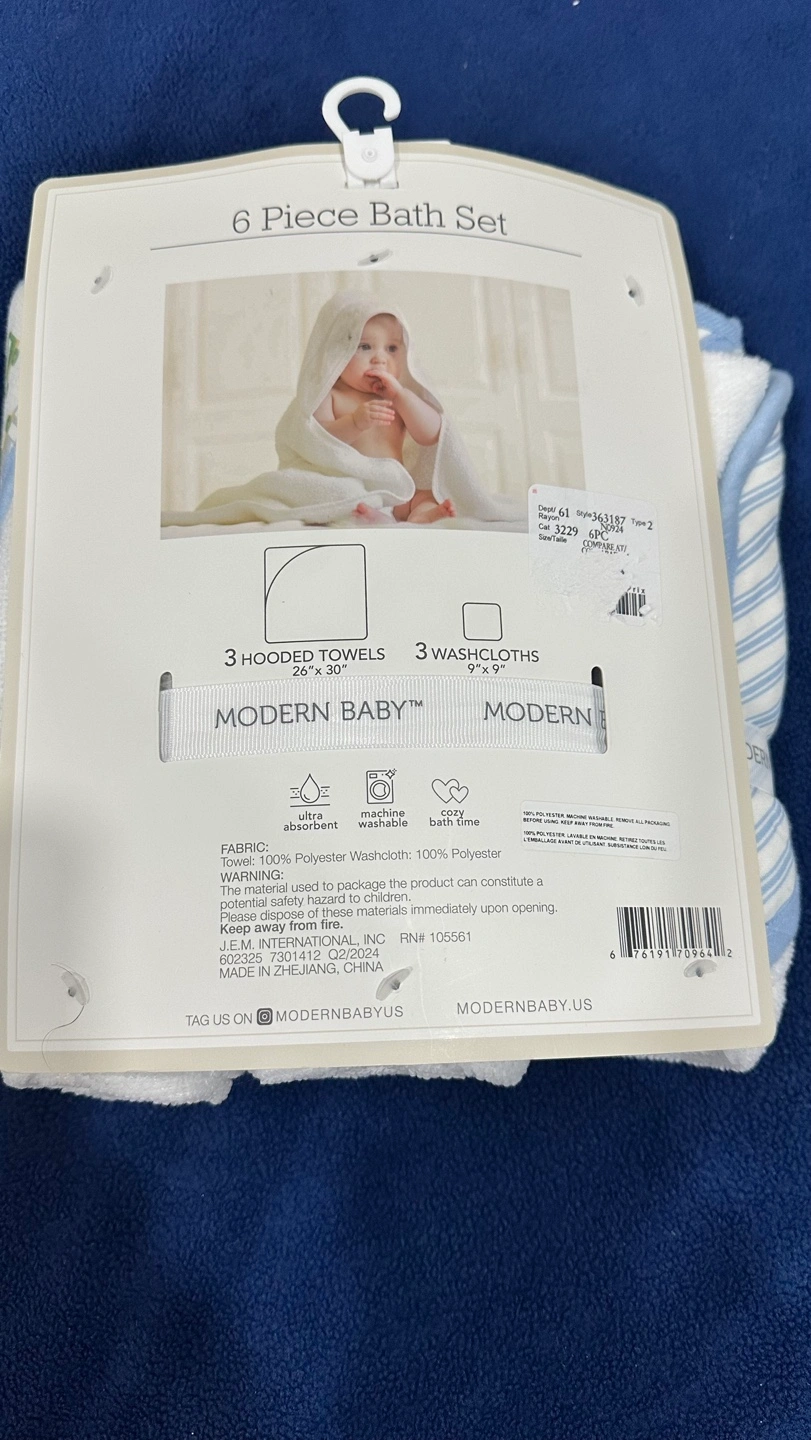 6 Piece Bath Set
Dept/ 61 Style 363187 Type 2
Rayon N0924
Cat 3229 6PC
Size/Taille COMPARE AT/
3 HOODED TOWELS
26"x 30"
3 WASHCLOTHS
9"x 9"
MODERN BABY™ MODERN
ultra
absorbent
machine
washable
cozy
bath time
100% POLYESTER. MACHINE WASHABLE. REMOVE ALL PACKAGING
BEFORE USING. KEEP AWAY FROM FIRE.
100% POLYESTER. LAVABLE EN MACHINE. RETIREZ TOUTES LES
L'EMBALLAGE AVANT DE UTILISANT. SUBSISTANCE LOIN DU FEU.
FABRIC:
Towel: 100% Polyester Washcloth: 100% Polyester
WARNING:
The material used to package the product can constitute a
potential safety hazard to children.
Please dispose of these materials immediately upon opening.
Keep away from fire.
J.E.M. INTERNATIONAL, INC RN# 105561
602325 7301412 Q2/2024
MADE IN ZHEJIANG, CHINA
6 76191 70964 2
TAG US ON MODERNBABYUS
MODERNBABY.US